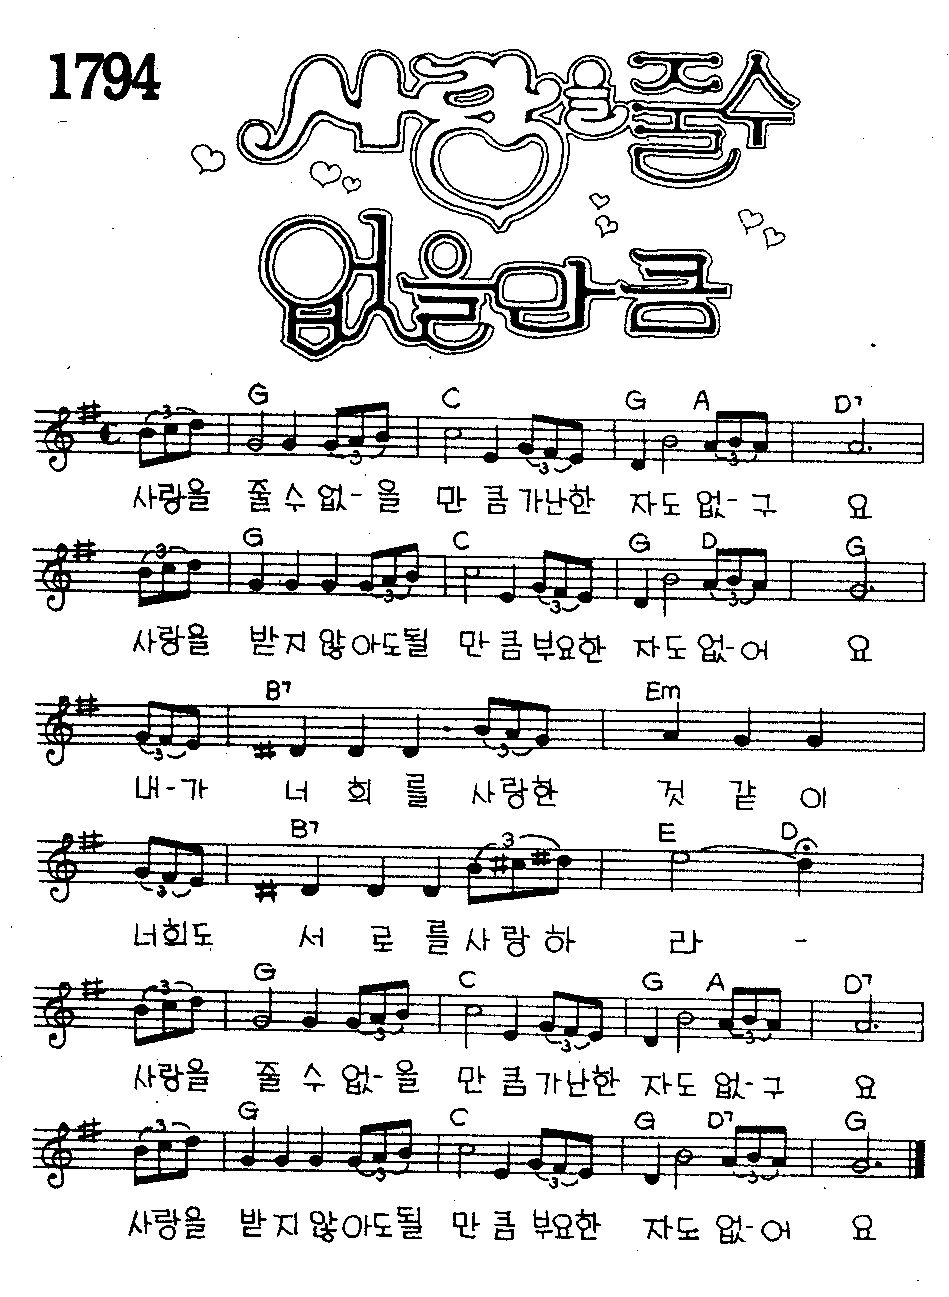 1794
사랑을 줄수
없는만큼
G C G A D7
사랑을 줄 수 없-을 만 큼 가난한 자도 없-구 요
G C G D G
사랑을 받지 않아도될 만 큼 부요한 자도 없-어 요
B7 Em
내-가 너 희 를 사랑한 것 같 이
B7 E D
너희도 서 로 를 사랑 하 라 -
G C G A D7
사랑을 줄 수 없-을 만 큼 가난한 자도 없-구 요
G C G D7 G
사랑을 받지 않아도될 만 큼 부요한 자도 없-어 요